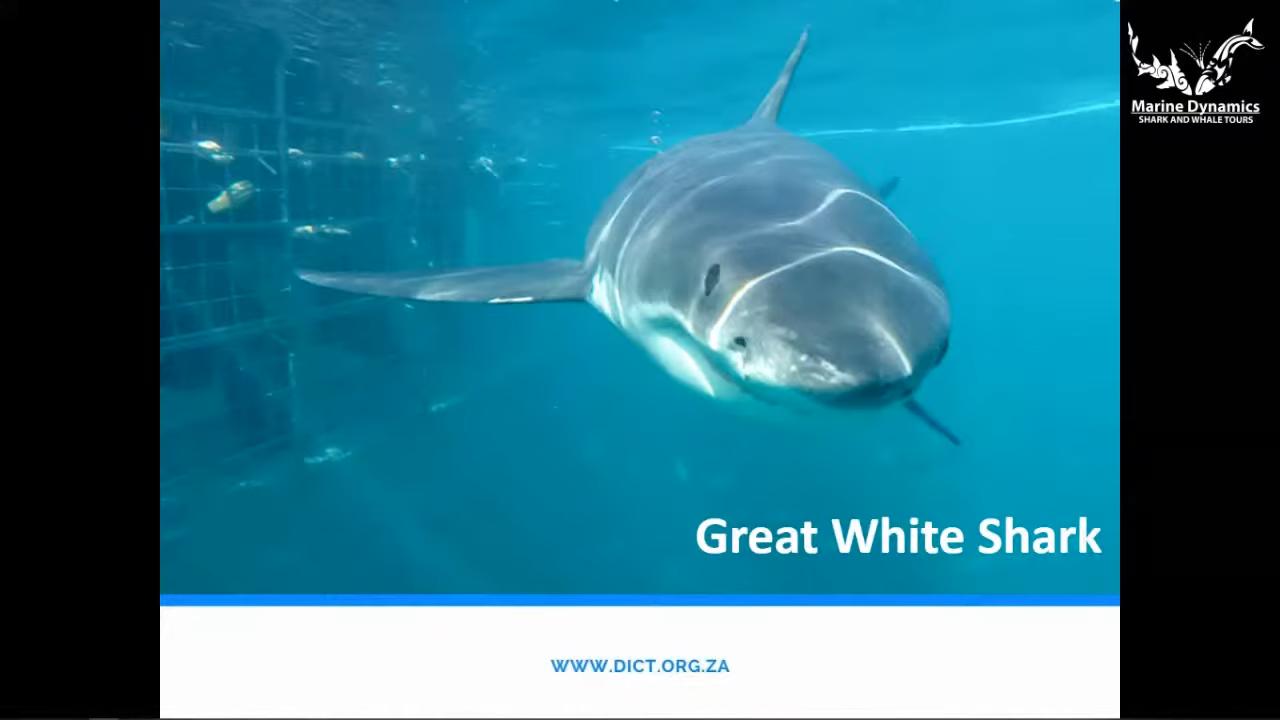 Marine Dynamics
SHARK AND WHALE TOURS
Great White Shark
WWW.DICT.ORG.ZA